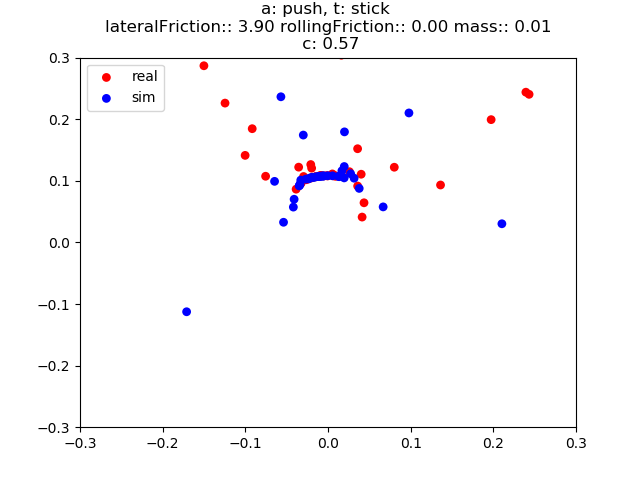 a: push, t: stick
lateralFriction:: 3.90 rollingFriction:: 0.00 mass:: 0.01
c: 0.57
real
sim
0.3
0.2
0.1
0.0
−0.1
−0.2
−0.3
−0.3
−0.2
−0.1
0.0
0.1
0.2
0.3